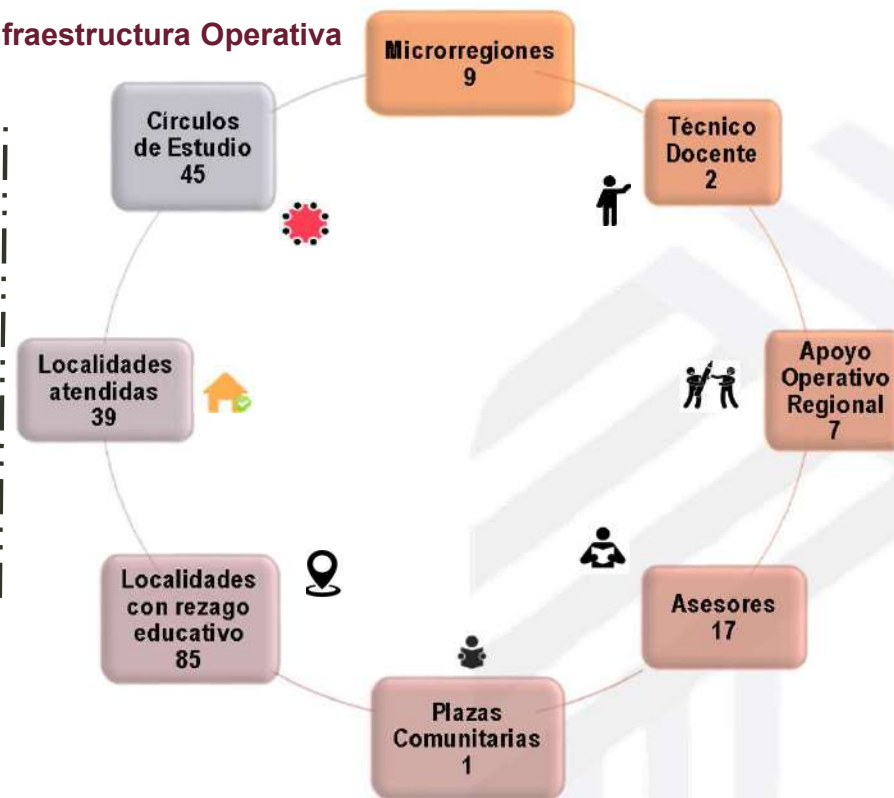 fraestructura Operativa
Microrregiones
9
Técnico
Docente
2
Apoyo
Operativo
Regional
7
Asesores
17
Plazas
Comunitarias
1
Localidades
con rezago
educativo
85
Localidades
atendidas
39
Círculos
de Estudio
45